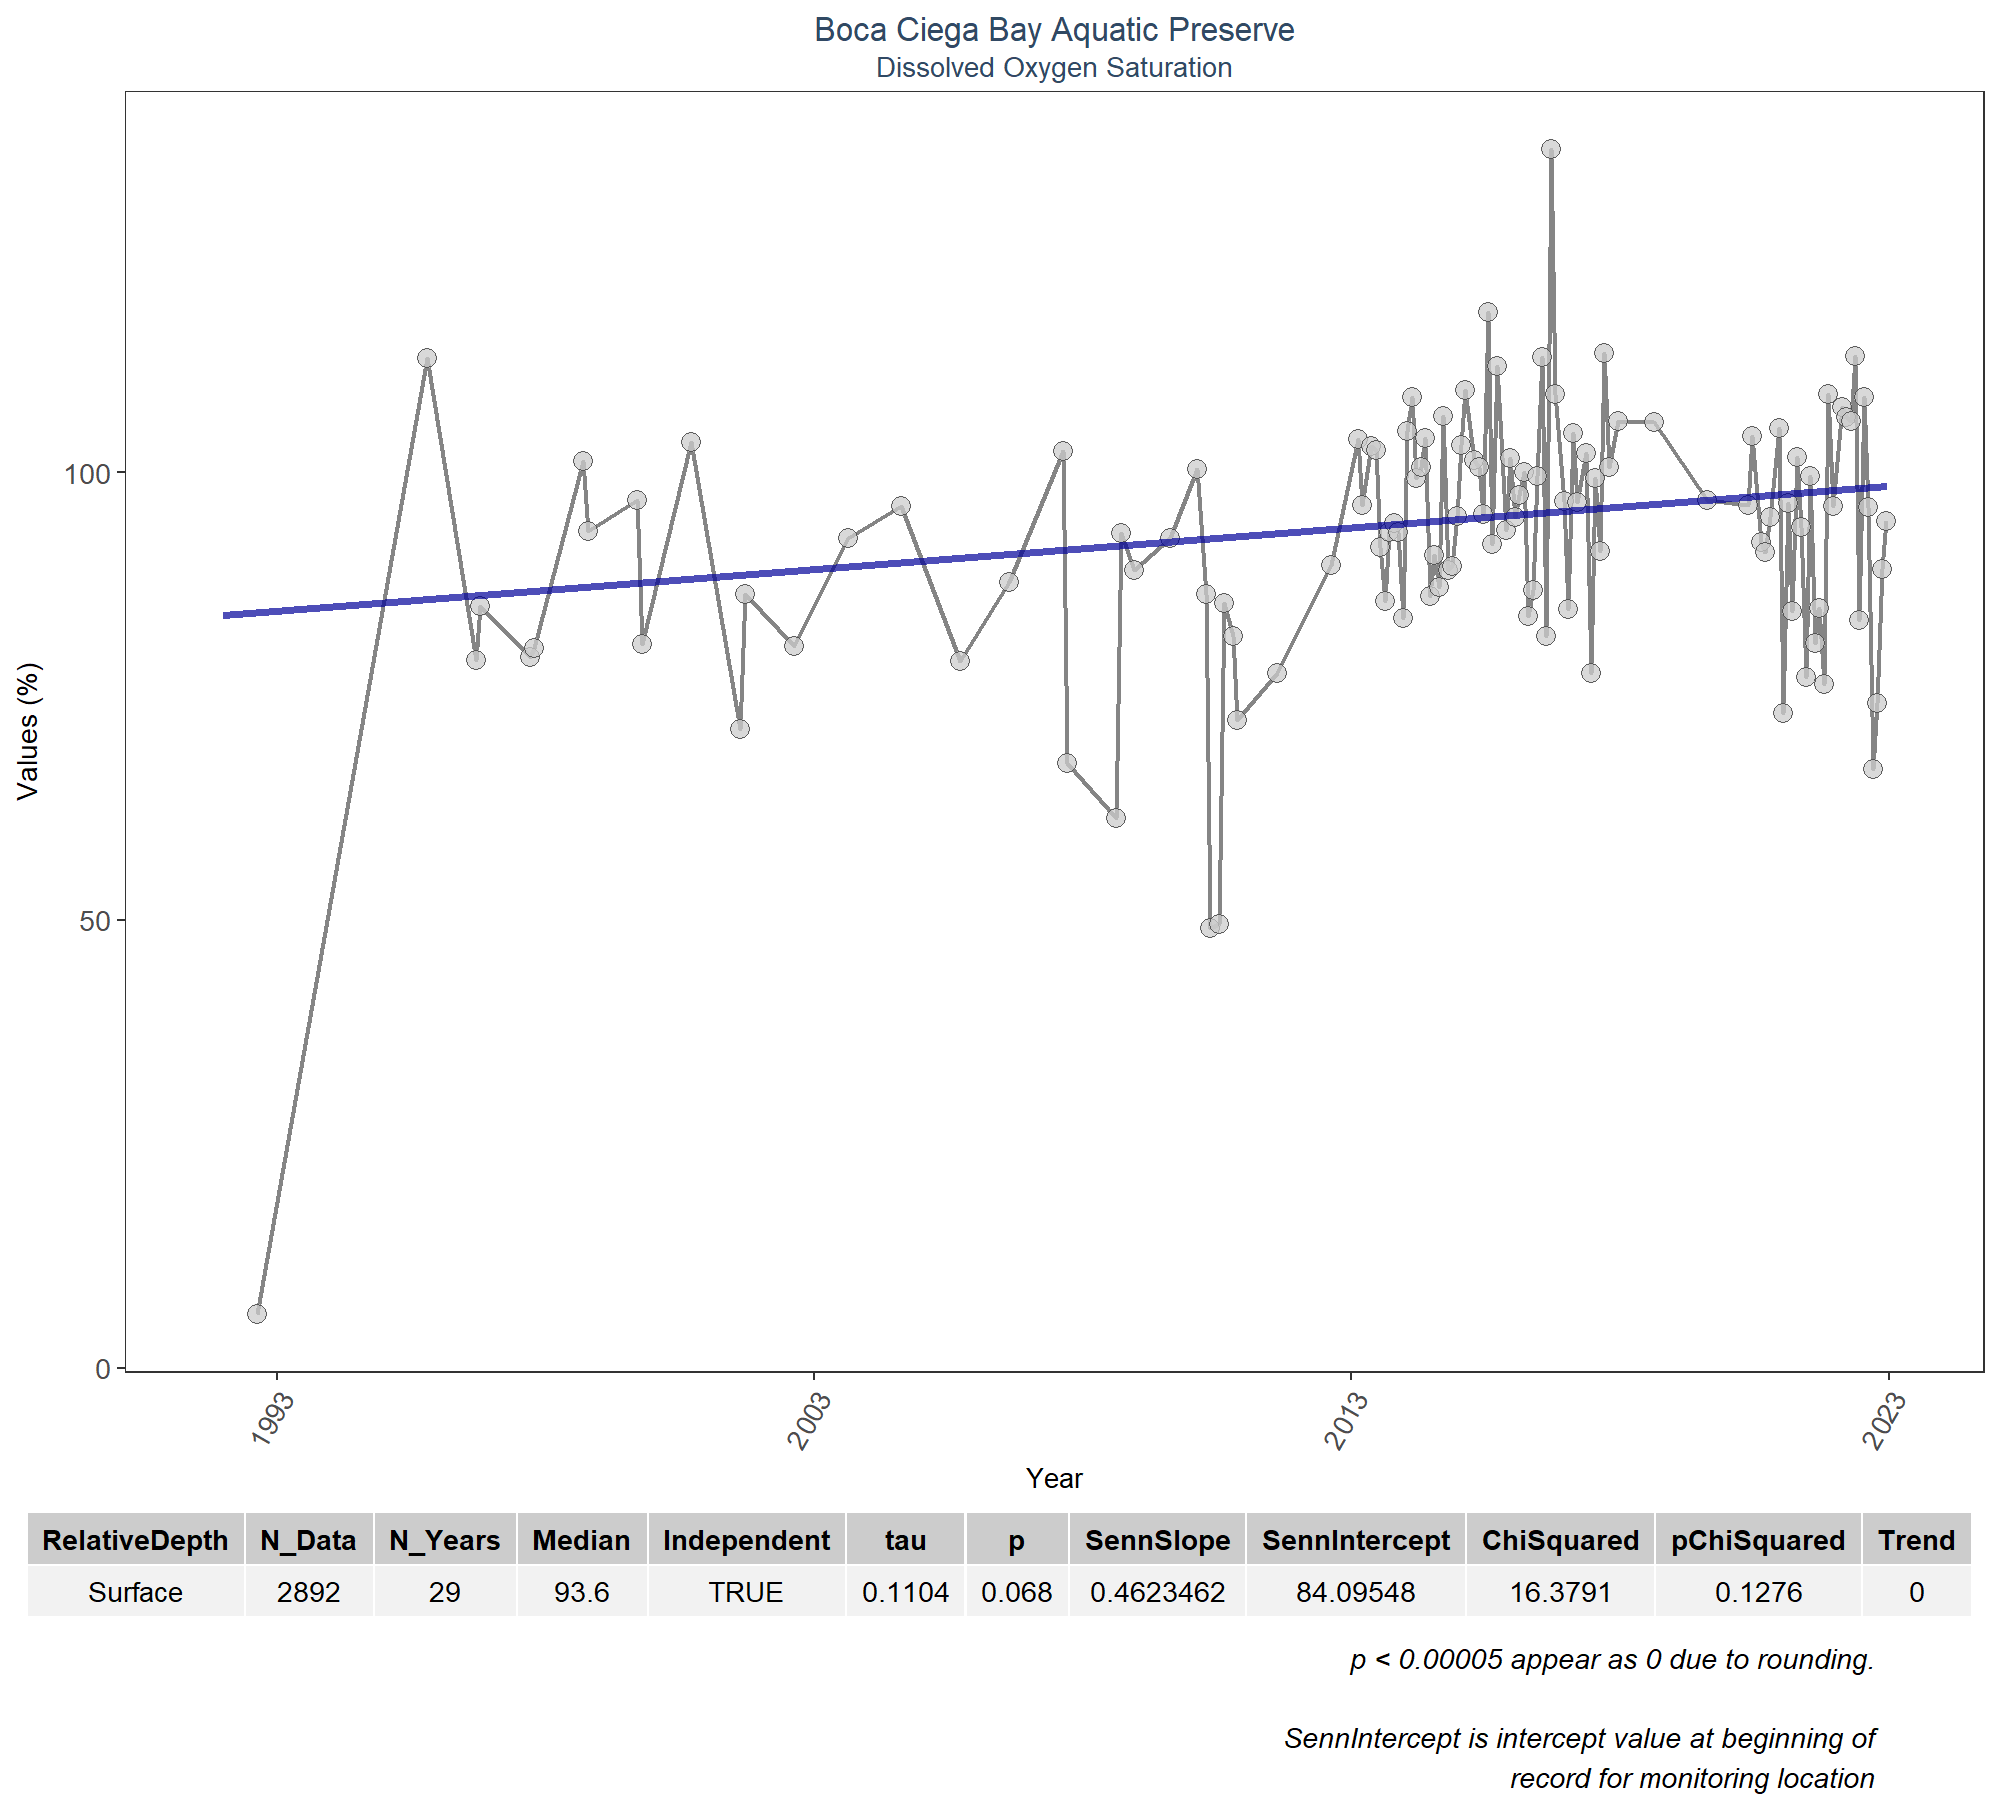 Boca Ciega Bay Aquatic Preserve
Dissolved Oxygen Saturation
Values (%)
100
50
0
1993
2003
2013
2023
Year
RelativeDepth N_Data N_Years Median Independent tau p SennSlope SennIntercept ChiSquared pChiSquared Trend
Surface 2892 29 93.6 TRUE 0.1104 0.068 0.4623462 84.09548 16.3791 0.1276 0
p < 0.00005 appear as 0 due to rounding.
SennIntercept is intercept value at beginning of
record for monitoring location